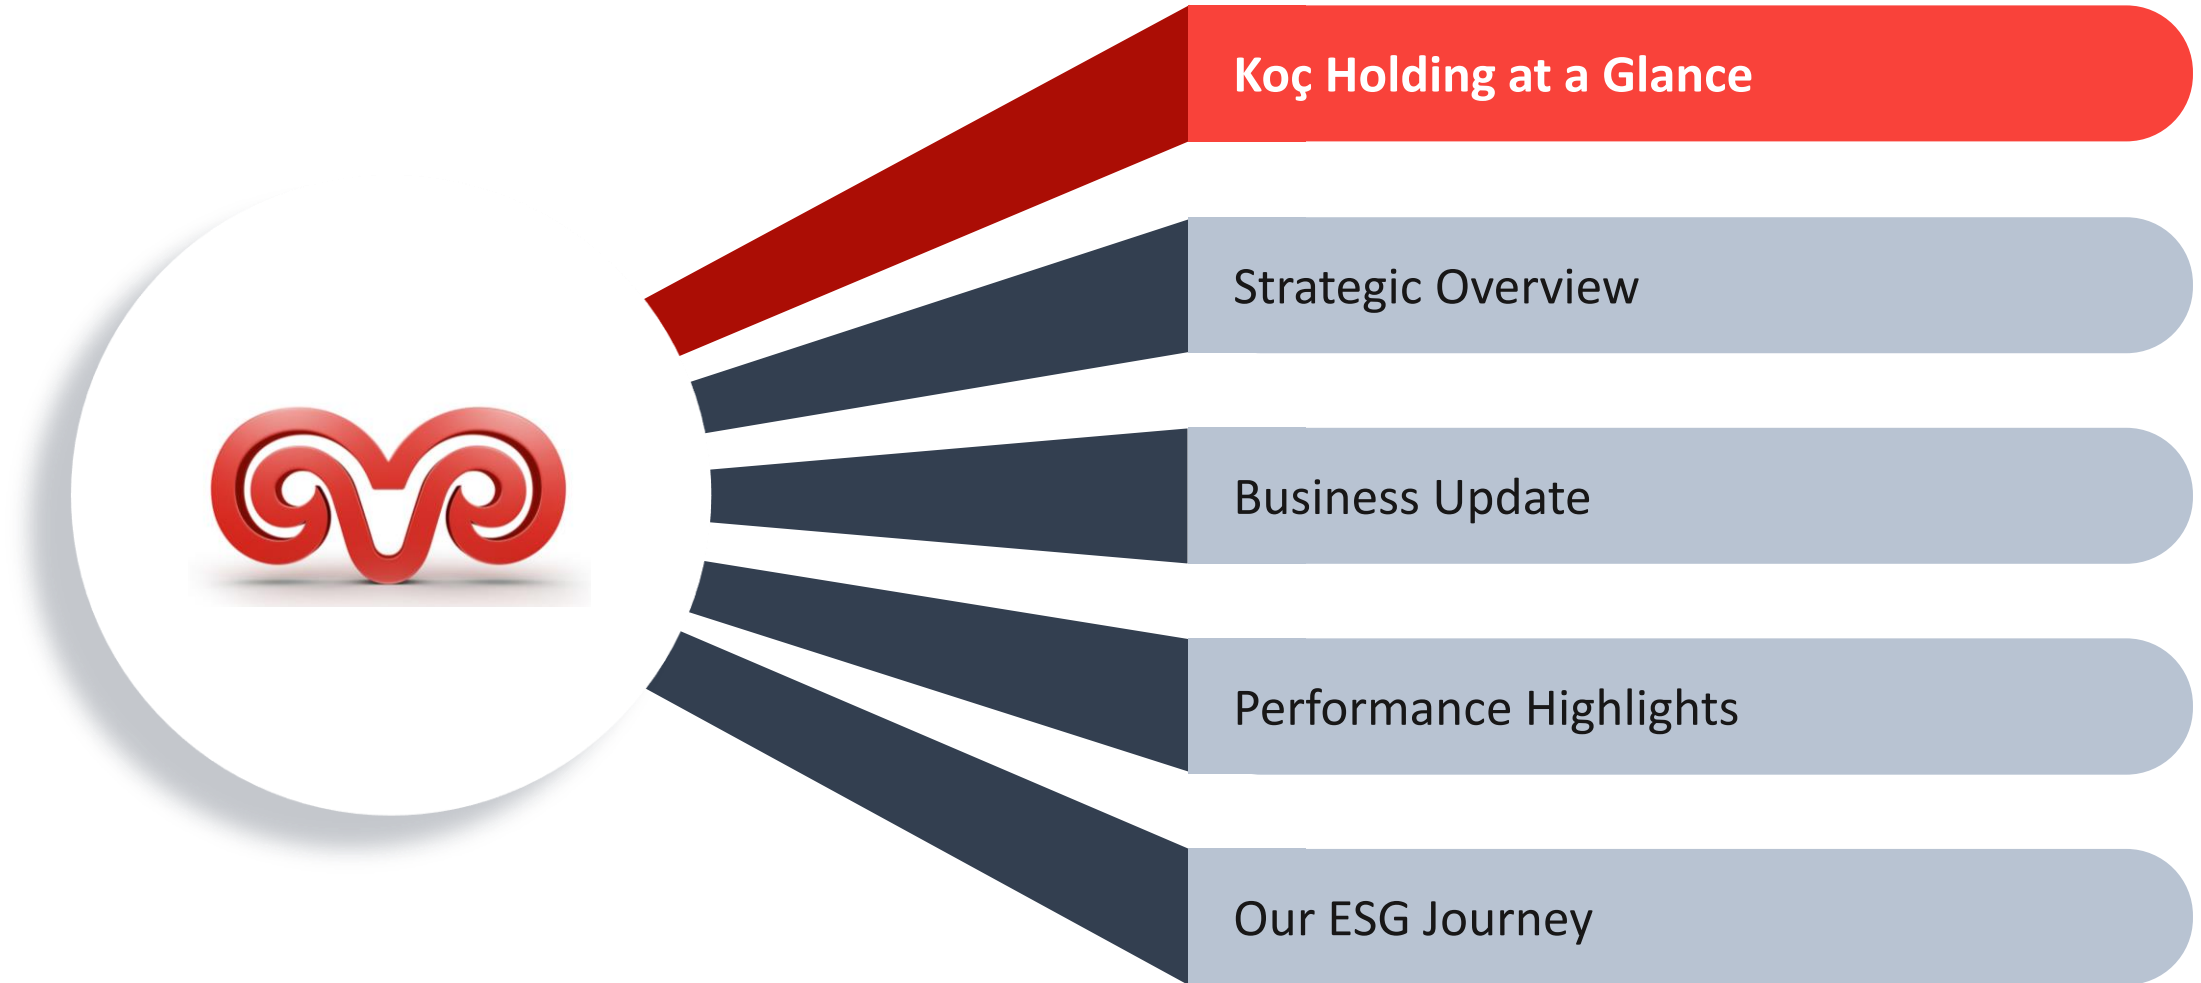 Koç Holding at a Glance
Strategic Overview
Business Update
Performance Highlights
Our ESG Journey